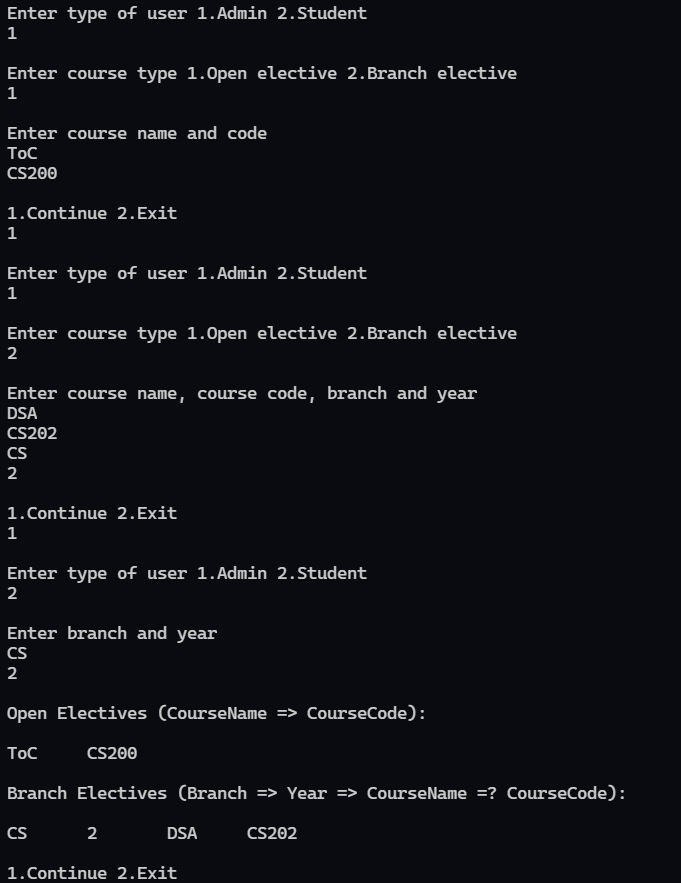 Enter type of user 1.Admin 2.Student
1
Enter course type 1.Open elective 2.Branch elective
1
Enter course name and code
ToC
CS200
1.Continue 2.Exit
1
Enter type of user 1.Admin 2.Student
1
Enter course type 1.Open elective 2.Branch elective
2
Enter course name, course code, branch and year
DSA
CS202
CS
2
1.Continue 2.Exit
1
Enter type of user 1.Admin 2.Student
2
Enter branch and year
CS
2
Open Electives (CourseName => CourseCode):
ToC     CS200
Branch Electives (Branch => Year => CourseName =? CourseCode):
CS      2       DSA     CS202
1.Continue 2.Exit